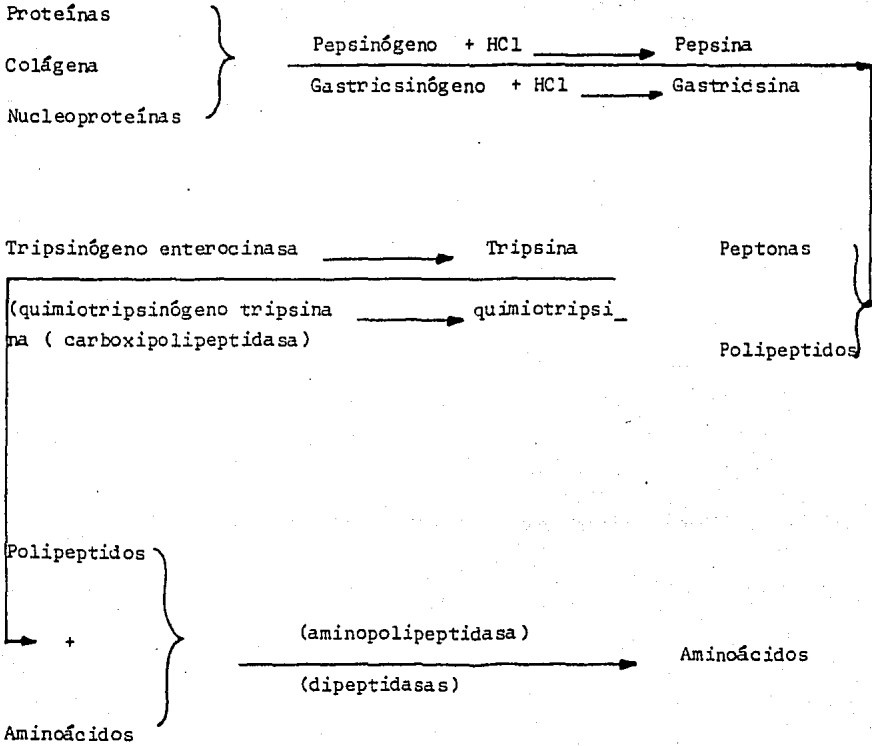 Proteínas
Pepsinógeno + HCl Pepsina
Colágena
Gastricsinógeno + HCl Gastricsina
Nucleoproteínas
Tripsinógeno enterocinasa Tripsina Peptonas
(quimiotripsinógeno tripsina quimiotripsi_
na ( carboxipolipeptidasa)
Polipeptidos
Polipeptidos
+
(aminopolipeptidasa)
Aminoácidos
(dipeptidasas)
Aminoácidos